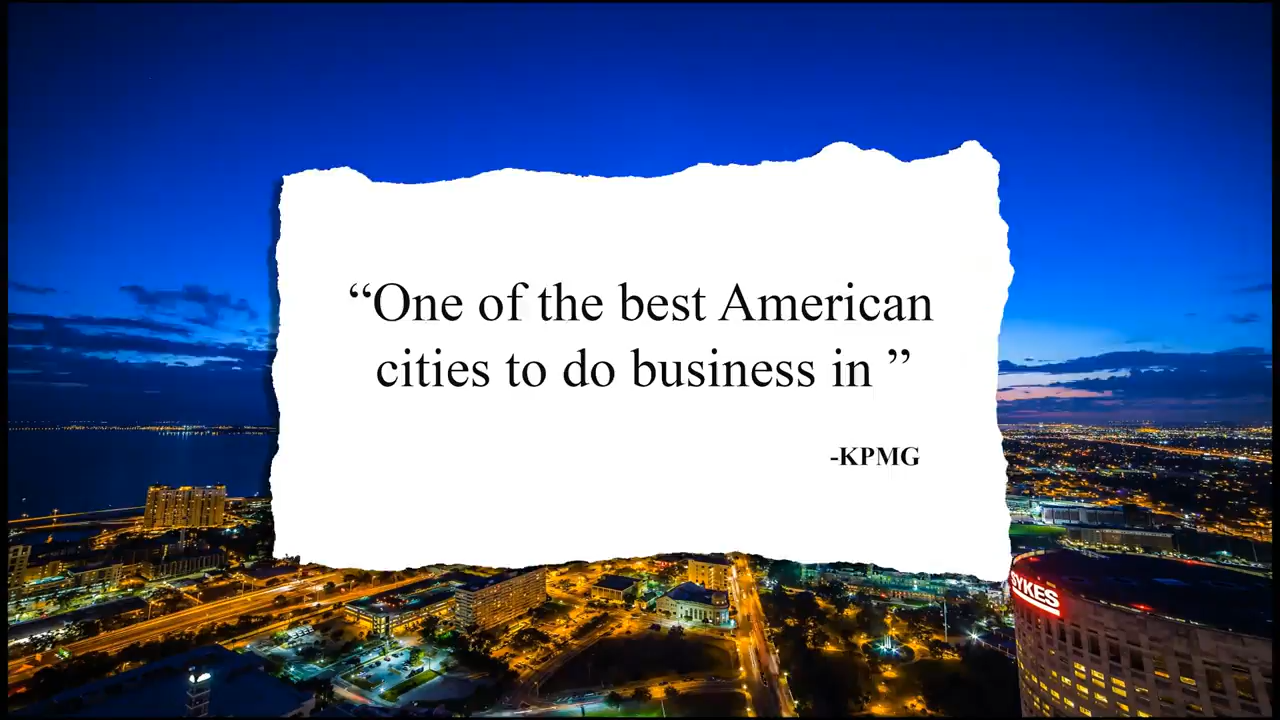 “One of the best American
cities to do business in ”
-KPMG
SYKES